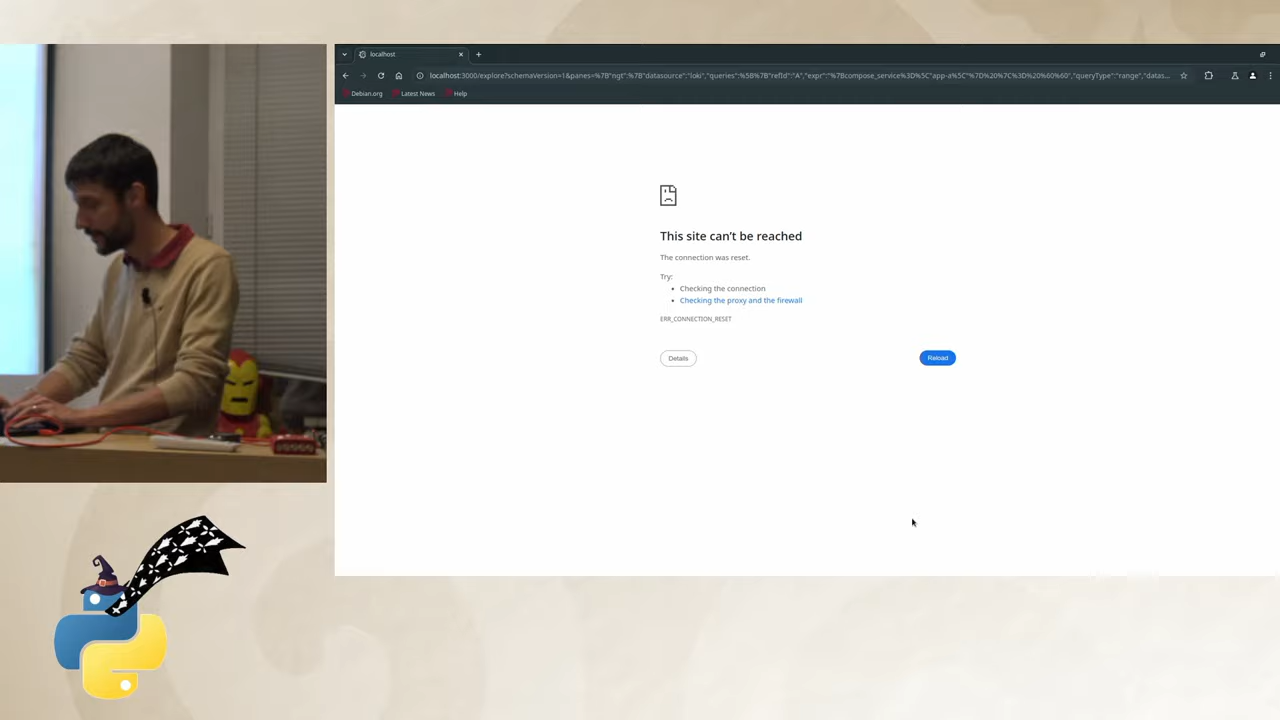 localhost
localhost:3000/explore?schemaVersion=1&panes=%7B"ngt":%7B"datasource":"loki","queries":%5B%7B"refId":"A","expr":"%7Bcompose_service%3D%5C"app-a%5C"%7D%20%7C%3D%20%60%60","queryType":"range","datas...
Debian.org
Latest News
Help
This site can't be reached
The connection was reset.
Try:
• Checking the connection
• Checking the proxy and the firewall
ERR_CONNECTION_RESET
Details
Reload